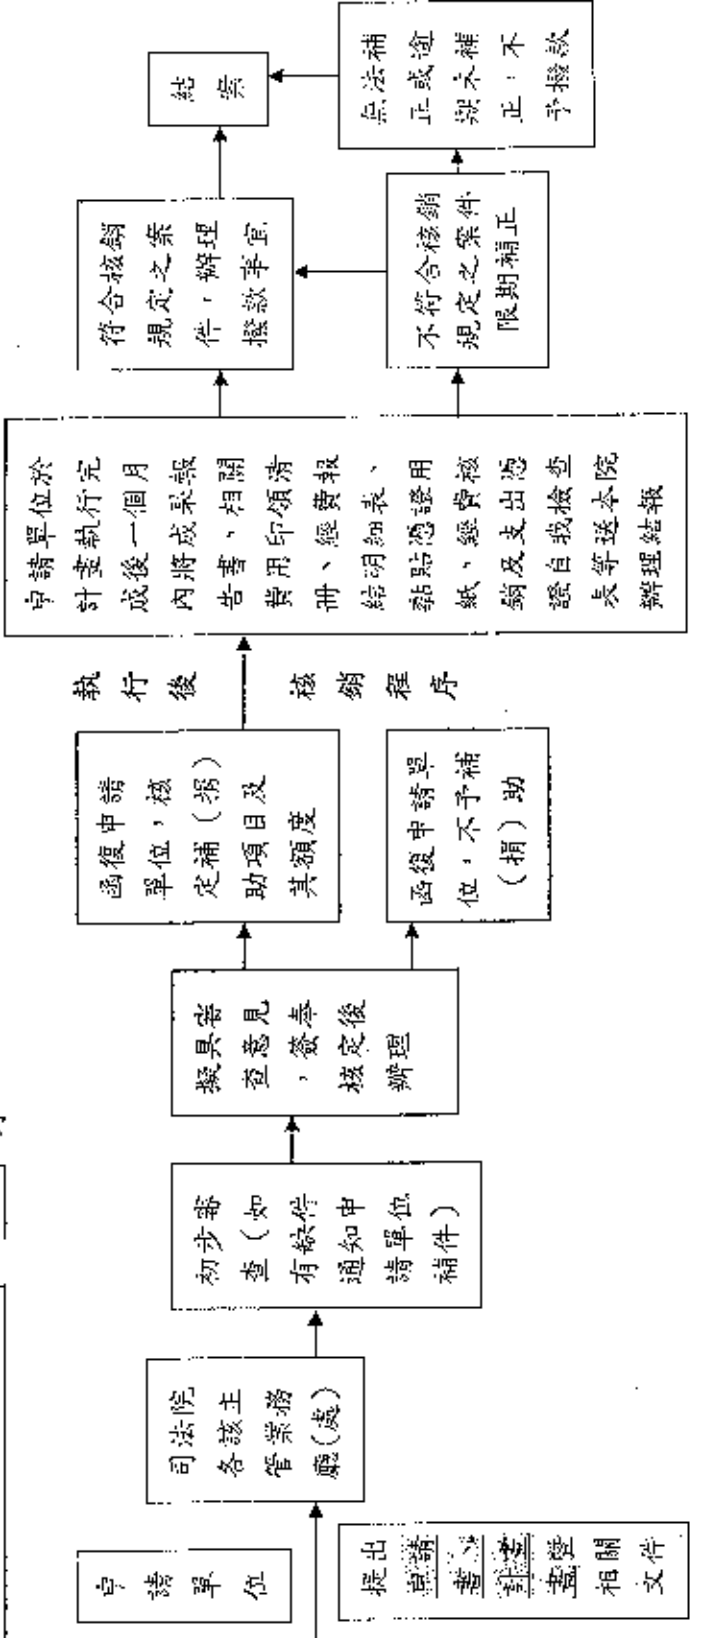 申請單位
提出
申請
書、
計畫
書暨
相關
文件
司法院
各該主
管業務
廳(處)
初步審
查(如
有缺件
通知申
請單位
補件)
擬具審
查意見
，簽奉
核定後
辦理
函復申請
單位，核
定補(捐)
助項目及
其額度
函復申請單
位，不予補
(捐)助
執行後
核銷程序
申請單位於
計畫執行完
成後一個月
內將成果報
告書、相關
費用印領清
冊、經費報
結明細表、
黏貼憑證用
紙、經費核
銷及支出憑
證自我檢查
表等送本院
辦理結報
符合核銷
規定之案
件，辦理
撥款事宜
不符合核銷
規定之案件
限期補正
無法補
正或逾
期未補
正，不
予撥款
結案